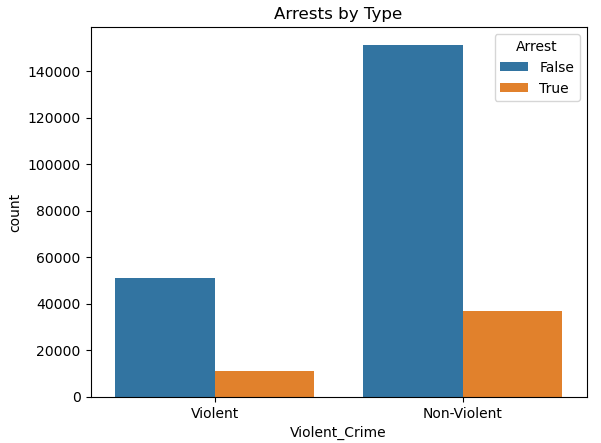 Arrests by Type
Arrest
False
True
count
140000
120000
100000
80000
60000
40000
20000
0
Violent
Non-Violent
Violent_Crime